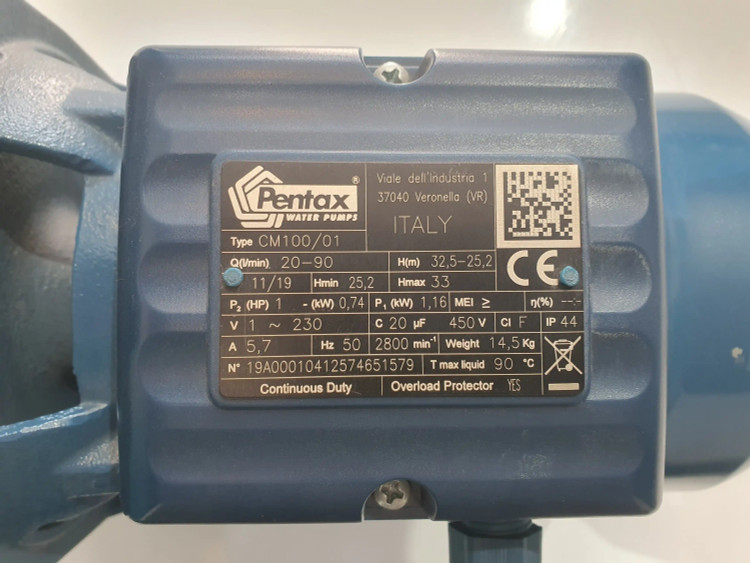 Pentax ®
WATER PUMPS
Viale dell'Industria 1
37040 Veronella (VR)
ITALY
Type CM100/01
Q(l/min) 20-90 H(m) 32,5-25,2
11/19 Hmin 25,2 Hmax 33
CE
P₂ (HP) 1 - (kW) 0,74 P₁ (kW) 1,16 MEI ≥ η(%) --.-
V 1 ~ 230 C 20 µF 450 V Cl F IP 44
A 5,7 Hz 50 2800 min⁻¹ Weight 14,5 Kg
N° 19A00010412574651579 T max liquid 90 °C
Continuous Duty Overload Protector YES